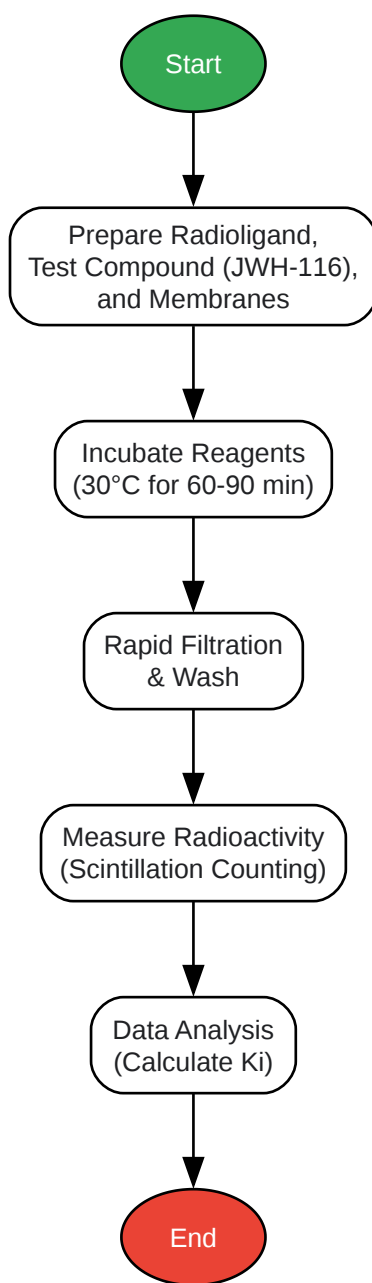 Start
Prepare Radioligand,
Test Compound (JWH-116),
and Membranes
Incubate Reagents
(30°C for 60-90 min)
Rapid Filtration
& Wash
Measure Radioactivity
(Scintillation Counting)
Data Analysis
(Calculate Ki)
End